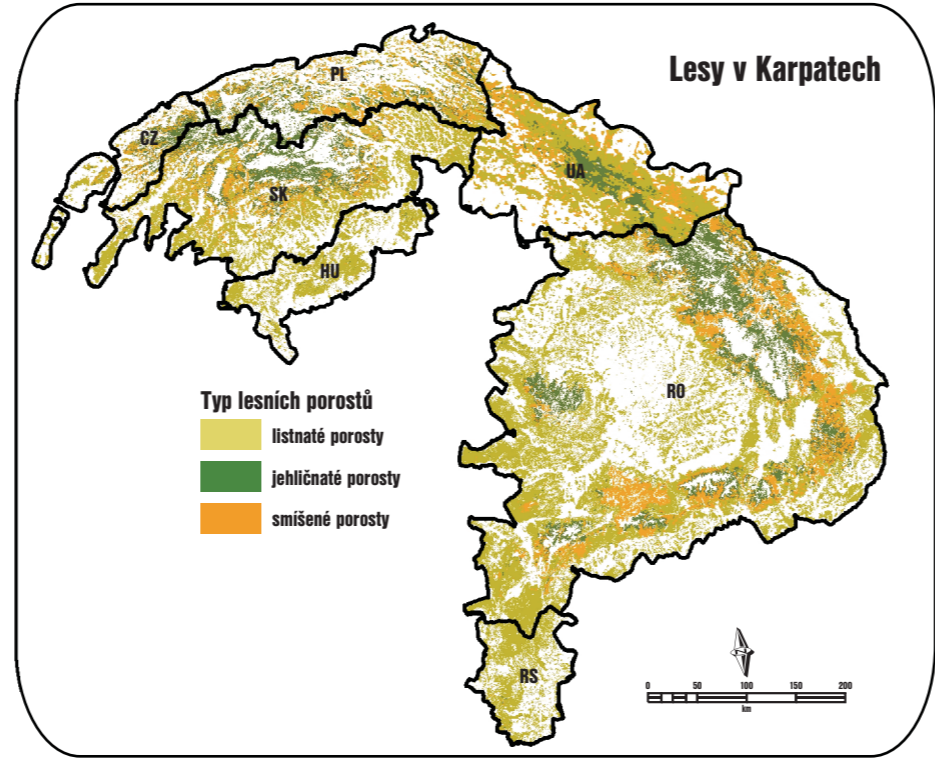 Lesy v Karpatech
PL
CZ
UA
SK
HU
RO
Typ lesních porostů
listnaté porosty
jehličnaté porosty
smíšené porosty
RS
0 50 100 150 200
km